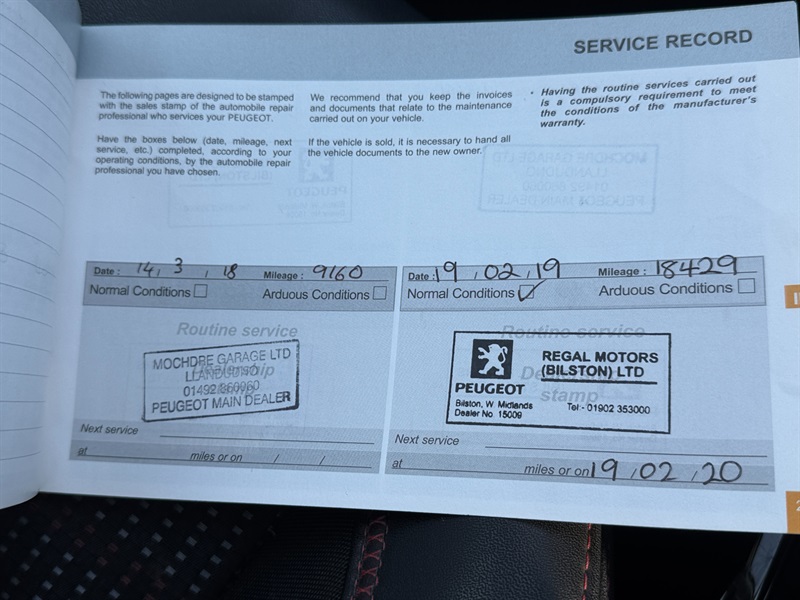 SERVICE RECORD
The following pages are designed to be stamped
with the sales stamp of the automobile repair
professional who services your PEUGEOT.
Have the boxes below (date, mileage, next
service, etc.) completed, according to your
operating conditions, by the automobile repair
professional you have chosen.
We recommend that you keep the invoices
and documents that relate to the maintenance
carried out on your vehicle.
If the vehicle is sold, it is necessary to hand all
the vehicle documents to the new owner.
• Having the routine services carried out
is a compulsory requirement to meet
the conditions of the manufacturer's
warranty.
Date : 14, 3, 18 Mileage : 9160
Normal Conditions Arduous Conditions
Routine service
Dealership
stamp
MOCHDRE GARAGE LTD
LLANDUDNO
01492 860960
PEUGEOT MAIN DEALER
Next service
at miles or on / /
Date : 19, 02, 19 Mileage : 18429
Normal Conditions Arduous Conditions
Routine service
stamp
PEUGEOT
REGAL MOTORS
(BILSTON) LTD
Bilston, W Midlands
Dealer No 15009
Tel - 01902 353000
Next service
at miles or on 19, 02, 20